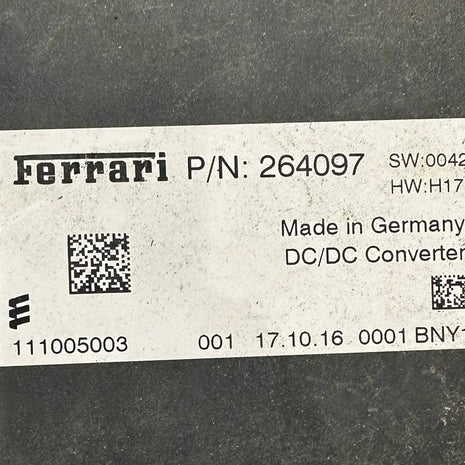 Ferrari P/N: 264097 SW:0042
HW:H17
Made in Germany
DC/DC Converter
111005003 001 17.10.16 0001 BNY